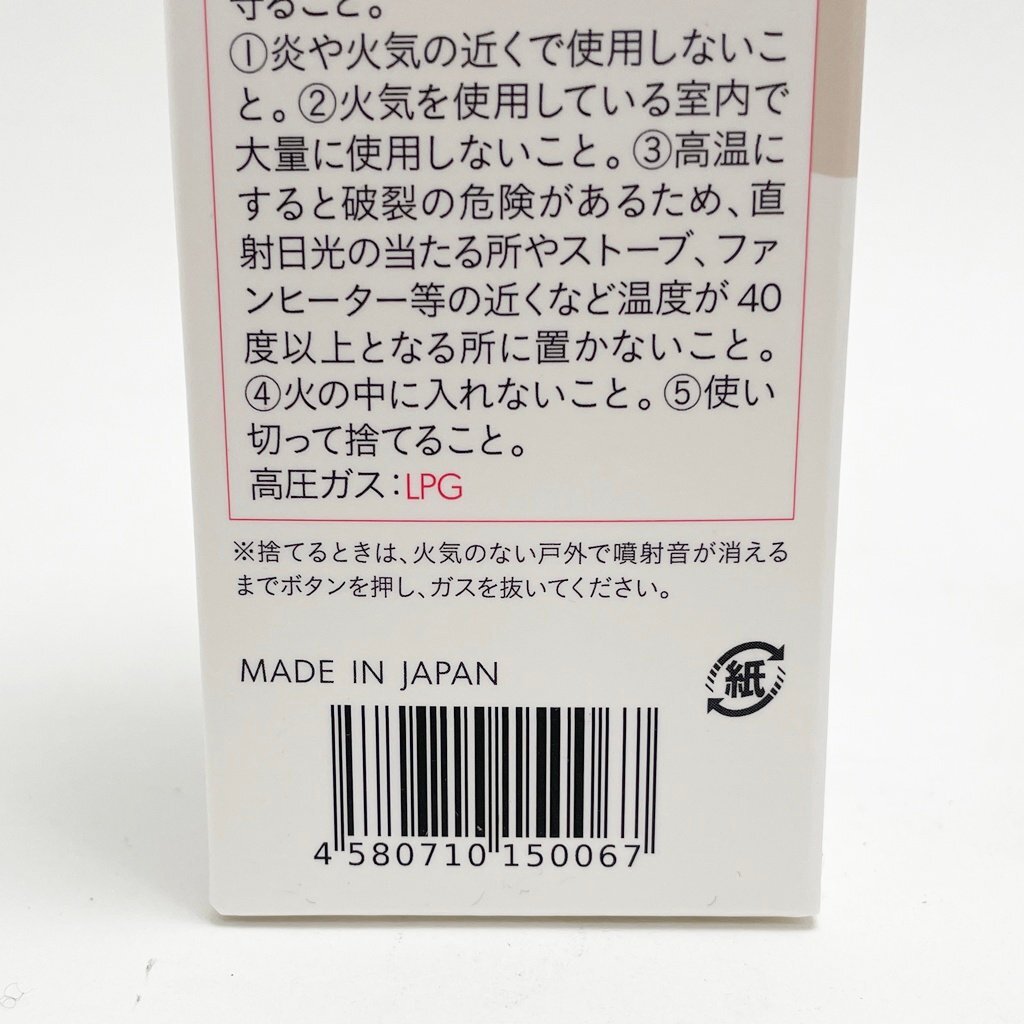 守ること。
①炎や火気の近くで使用しないこ
と。②火気を使用している室内で
大量に使用しないこと。③高温に
すると破裂の危険があるため、直
射日光の当たる所やストーブ、ファ
ンヒーター等の近くなど温度が40
度以上となる所に置かないこと。
④火の中に入れないこと。⑤使い
切って捨てること。
高圧ガス:LPG
※捨てるときは、火気のない戸外で噴射音が消える
までボタンを押し、ガスを抜いてください。
MADE IN JAPAN
紙
4 580710 150067